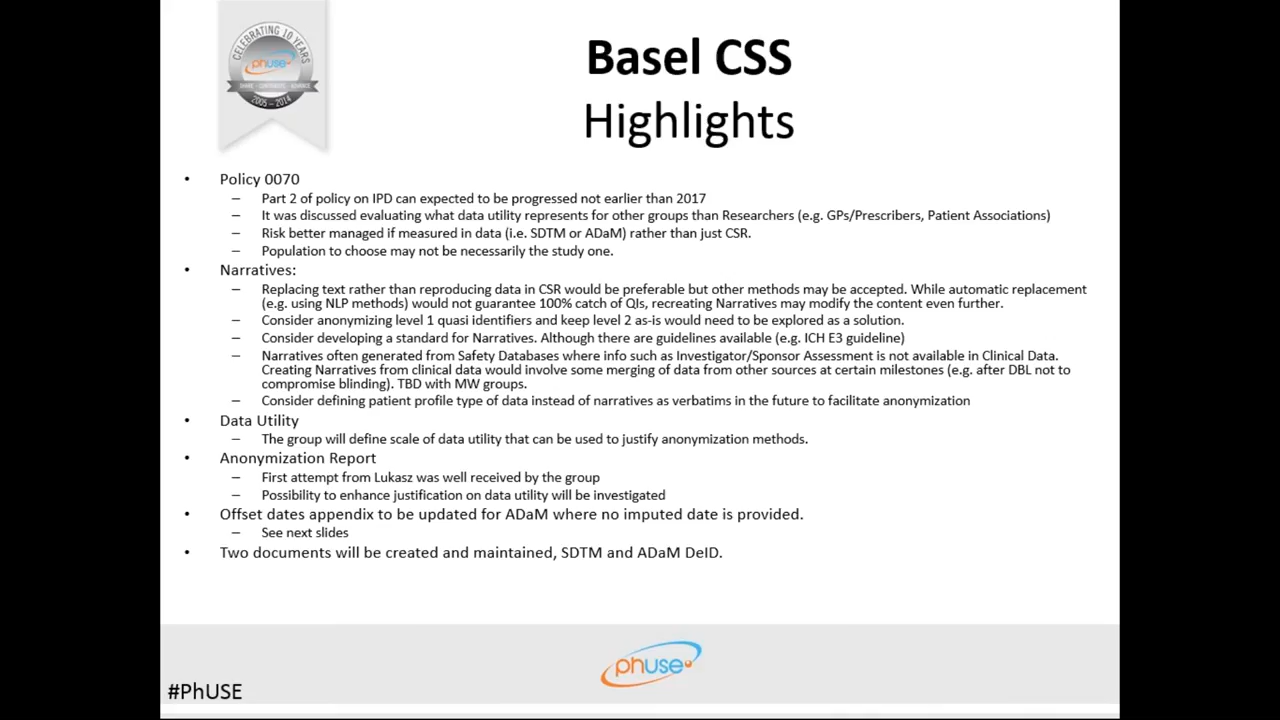 CELEBRATING 10 YEARS
phuse
2005 – 2014
Basel CSS
Highlights
• Policy 0070
– Part 2 of policy on IPD can expected to be progressed not earlier than 2017
– It was discussed evaluating what data utility represents for other groups than Researchers (e.g. GPs/Prescribers, Patient Associations)
– Risk better managed if measured in data (i.e. SDTM or ADaM) rather than just CSR.
– Population to choose may not be necessarily the study one.
• Narratives:
– Replacing text rather than reproducing data in CSR would be preferable but other methods may be accepted. While automatic replacement
(e.g. using NLP methods) would not guarantee 100% catch of QIs, recreating Narratives may modify the content even further.
– Consider anonymizing level 1 quasi identifiers and keep level 2 as-is would need to be explored as a solution.
– Consider developing a standard for Narratives. Although there are guidelines available (e.g. ICH E3 guideline)
– Narratives often generated from Safety Databases where info such as Investigator/Sponsor Assessment is not available in Clinical Data.
Creating Narratives from clinical data would involve some merging of data from other sources at certain milestones (e.g. after DBL not to
compromise blinding). TBD with MW groups.
– Consider defining patient profile type of data instead of narratives as verbatims in the future to facilitate anonymization
• Data Utility
– The group will define scale of data utility that can be used to justify anonymization methods.
• Anonymization Report
– First attempt from Lukasz was well received by the group
– Possibility to enhance justification on data utility will be investigated
• Offset dates appendix to be updated for ADaM where no imputed date is provided.
– See next slides
• Two documents will be created and maintained, SDTM and ADaM DeID.
phuse
#PhUSE